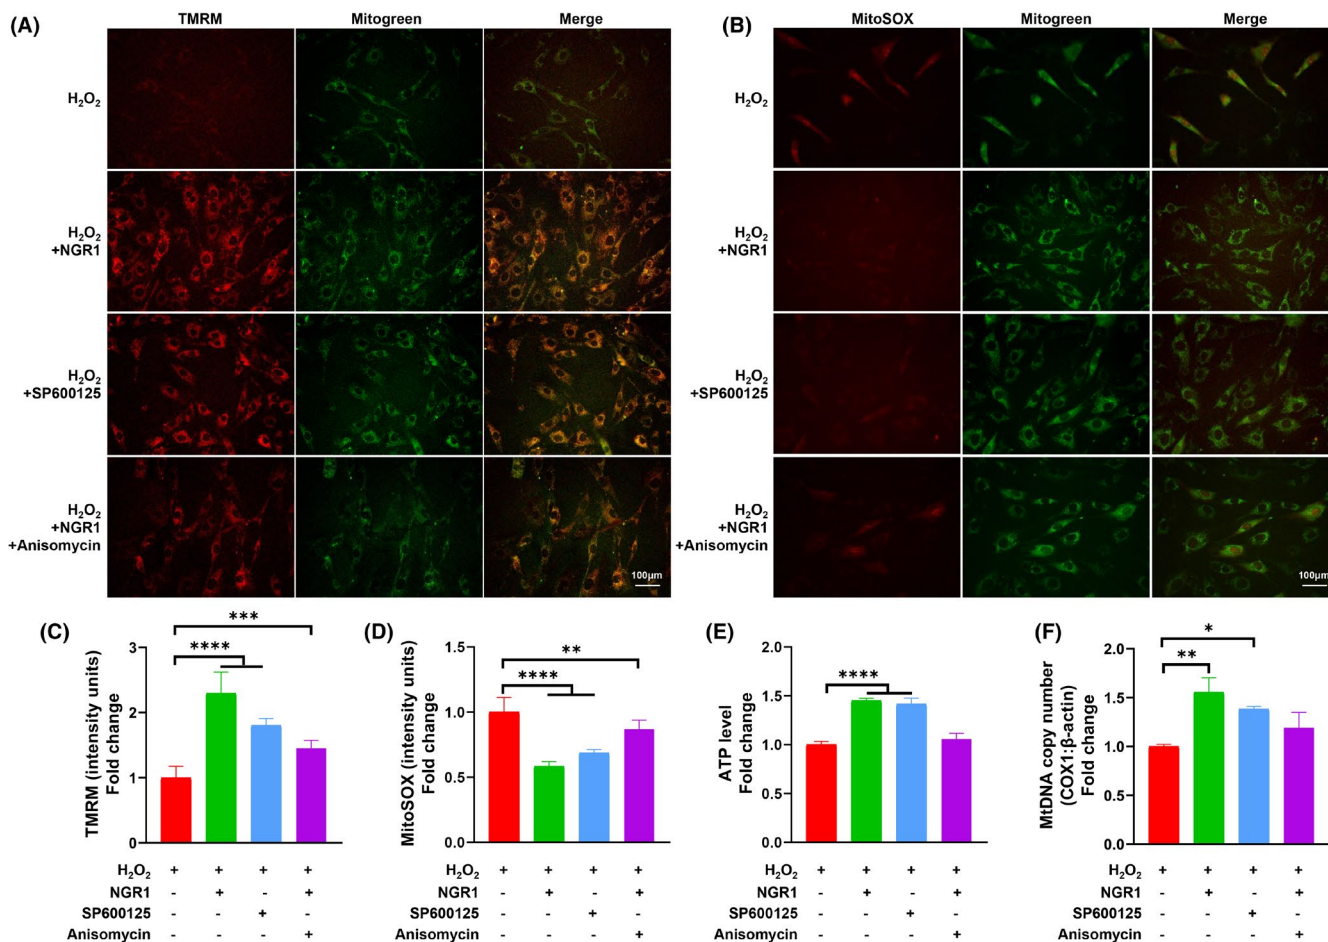 (A)
TMRM Mitogreen Merge
H₂O₂
H₂O₂
+NGR1
H₂O₂
+SP600125
H₂O₂
+NGR1
+Anisomycin
100μm
(B)
MitoSOX Mitogreen Merge
H₂O₂
H₂O₂
+NGR1
H₂O₂
+SP600125
H₂O₂
+NGR1
+Anisomycin
100μm
(C)
TMRM (intensity units)
Fold change
3
2
1
0
***
****
H₂O₂ + + + +
NGR1 - + - +
SP600125 - - + -
Anisomycin - - - +
(D)
MitoSOX (intensity units)
Fold change
1.5
1.0
0.5
0.0
**
****
H₂O₂ + + + +
NGR1 - + - +
SP600125 - - + -
Anisomycin - - - +
(E)
ATP level
Fold change
2.0
1.5
1.0
0.5
0.0
****
H₂O₂ + + + +
NGR1 - + - +
SP600125 - - + -
Anisomycin - - - +
(F)
MtDNA copy number
(COX1:β-actin)
Fold change
2.0
1.5
1.0
0.5
0.0
*
**
H₂O₂ + + + +
NGR1 - + - +
SP600125 - - + -
Anisomycin - - - +